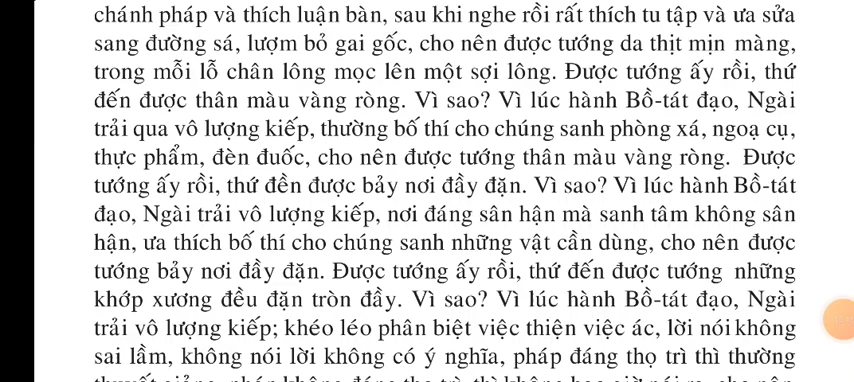 chánh pháp và thích luận bàn, sau khi nghe rồi rất thích tu tập và ưa sửa
sang đường sá, lượm bỏ gai gốc, cho nên được tướng da thịt mịn màng,
trong mỗi lỗ chân lông mọc lên một sợi lông. Được tướng ấy rồi, thứ
đến được thân màu vàng ròng. Vì sao? Vì lúc hành Bồ-tát đạo, Ngài
trải qua vô lượng kiếp, thường bố thí cho chúng sanh phòng xá, ngoạ cụ,
thực phẩm, đèn đuốc, cho nên được tướng thân màu vàng ròng. Được
tướng ấy rồi, thứ đền được bảy nơi đầy đặn. Vì sao? Vì lúc hành Bồ-tát
đạo, Ngài trải vô lượng kiếp, nơi đáng sân hận mà sanh tâm không sân
hận, ưa thích bố thí cho chúng sanh những vật cần dùng, cho nên được
tướng bảy nơi đầy đặn. Được tướng ấy rồi, thứ đến được tướng những
khớp xương đều đặn tròn đầy. Vì sao? Vì lúc hành Bồ-tát đạo, Ngài
trải vô lượng kiếp; khéo léo phân biệt việc thiện việc ác, lời nói không
sai lầm, không nói lời không có ý nghĩa, pháp đáng thọ trì thì thường